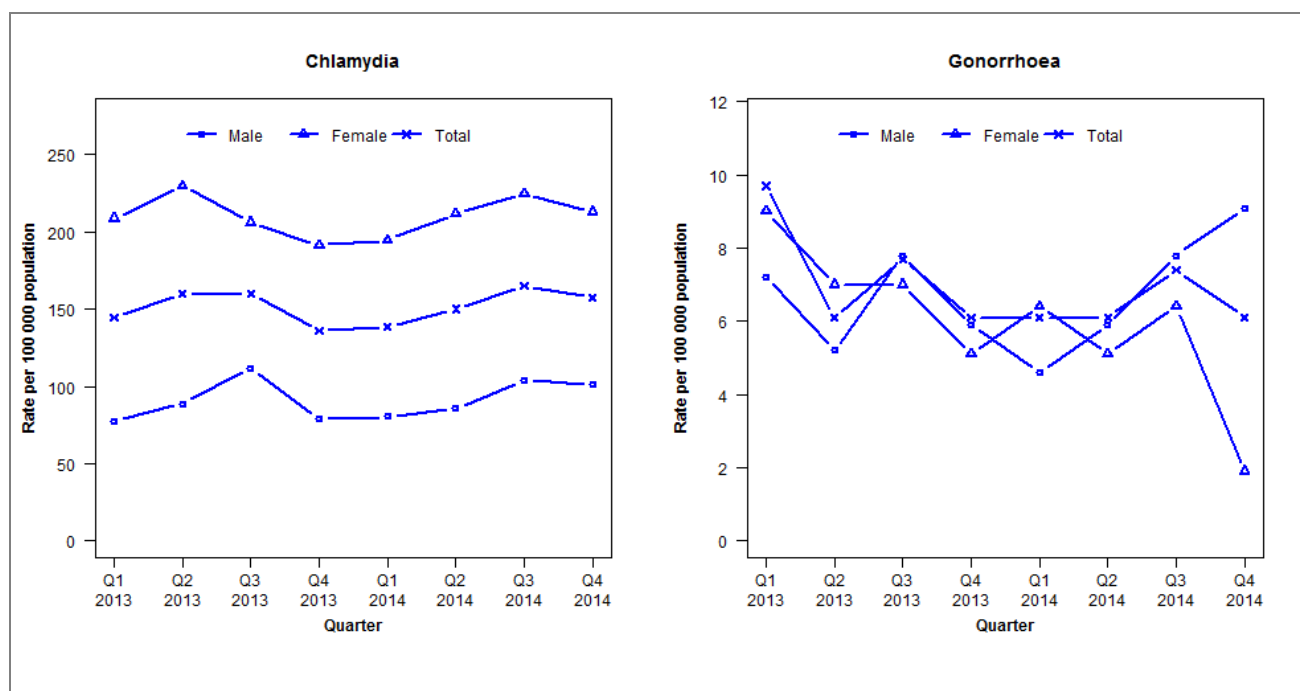 Chlamydia
Male Female Total
Rate per 100 000 population
250
200
150
100
50
0
Q1 Q2 Q3 Q4 Q1 Q2 Q3 Q4
2013 2013 2013 2013 2014 2014 2014 2014
Quarter
Gonorrhoea
Male Female Total
Rate per 100 000 population
12
10
8
6
4
2
0
Q1 Q2 Q3 Q4 Q1 Q2 Q3 Q4
2013 2013 2013 2013 2014 2014 2014 2014
Quarter